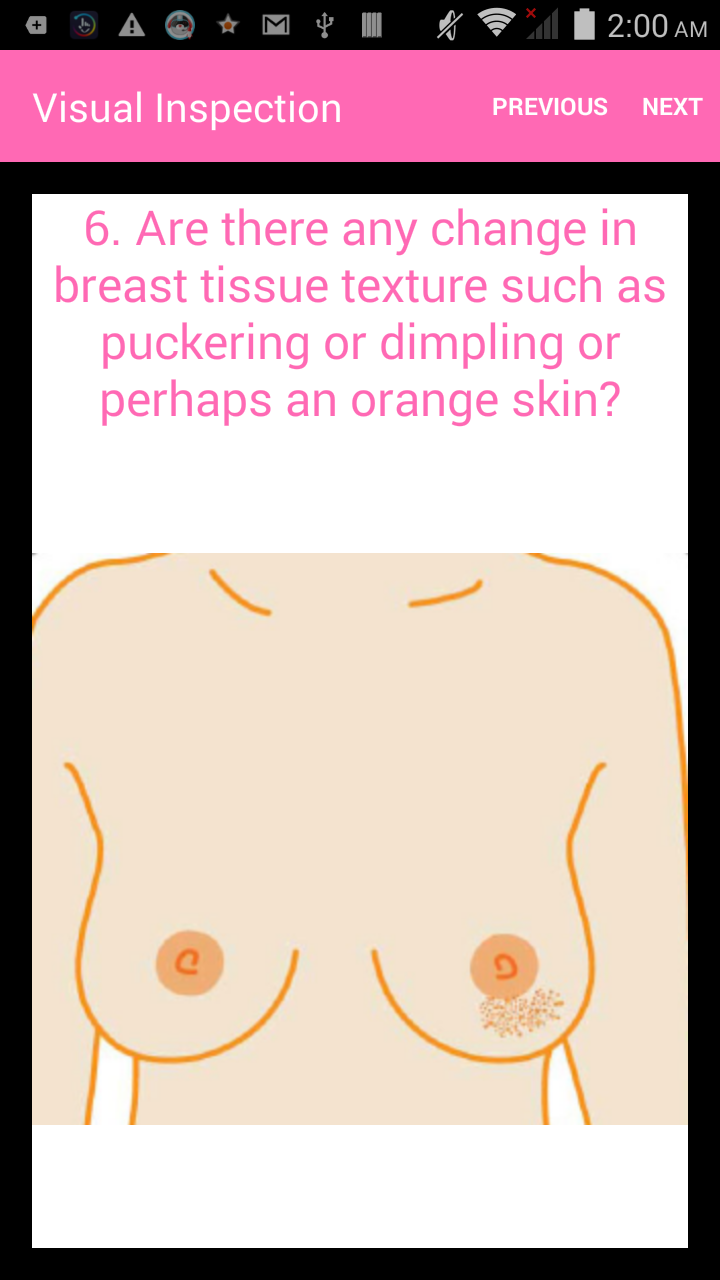 2:00 AM
Visual Inspection PREVIOUS NEXT
6. Are there any change in
breast tissue texture such as
puckering or dimpling or
perhaps an orange skin?